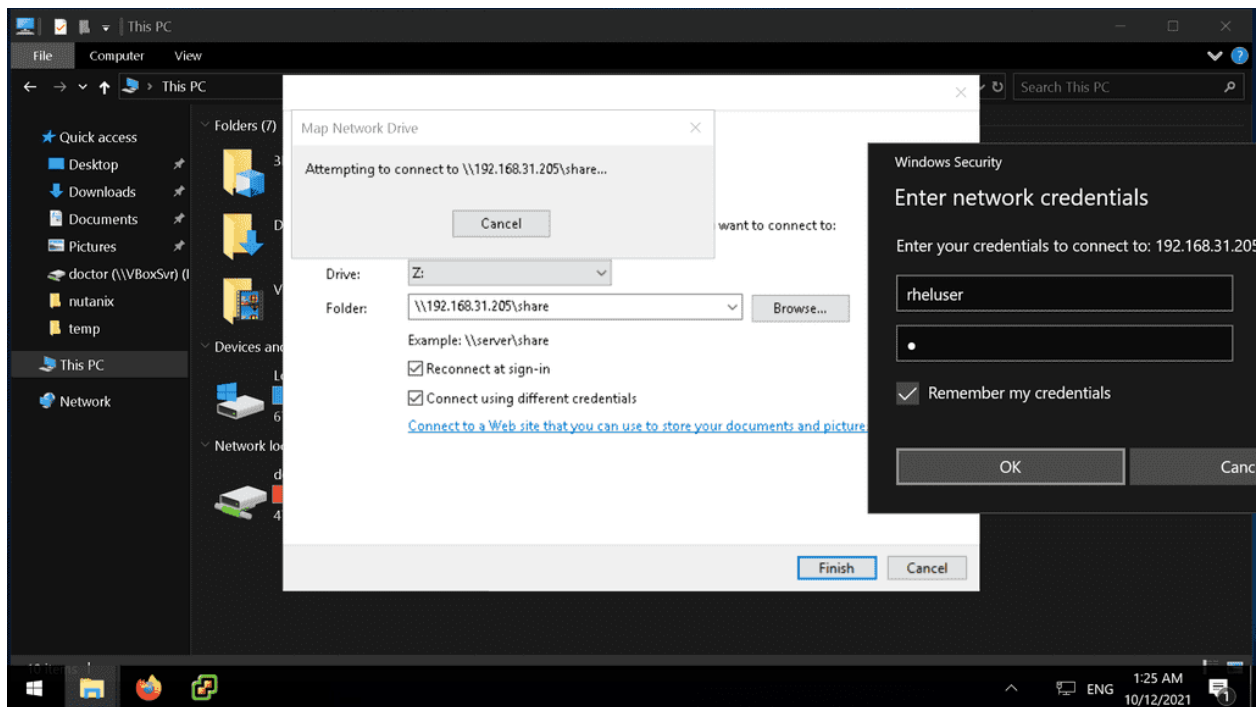 This PC
File Computer View
This PC
Search This PC
Quick access
Desktop
Downloads
Documents
Pictures
doctor (\\VBoxSvr) (
nutanix
temp
This PC
Network
Folders (7)
Devices and
Network lo
Map Network Drive
Attempting to connect to \\192.168.31.205\share...
Cancel
want to connect to:
Drive: Z:
Folder: \\192.168.31.205\share Browse...
Example: \\server\share
Reconnect at sign-in
Connect using different credentials
Connect to a Web site that you can use to store your documents and picture
Finish Cancel
Windows Security
Enter network credentials
Enter your credentials to connect to: 192.168.31.205
rheluser
Remember my credentials
OK Canc
ENG
1:25 AM
10/12/2021
1